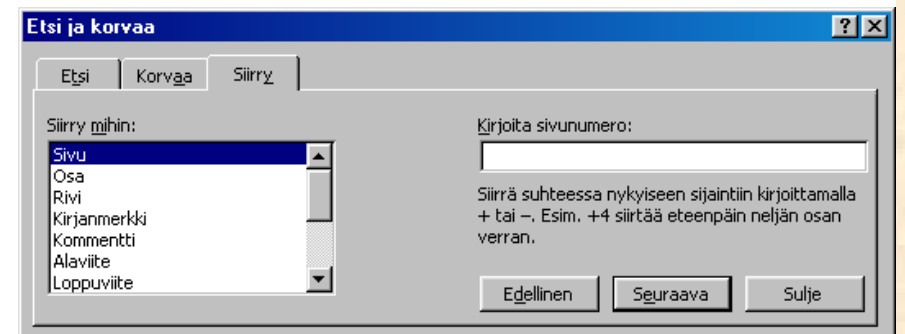 Etsi ja korvaa
Etsi
Korvaa
Siirry
Siirry mihin:
Sivu
Osa
Rivi
Kirjanmerkki
Kommentti
Alaviite
Loppuviite
Kirjoita sivunumero:
Siirrä suhteessa nykyiseen sijaintiin kirjoittamalla
+ tai –. Esim. +4 siirtää eteenpäin neljän osan
verran.
Edellinen
Seuraava
Sulje